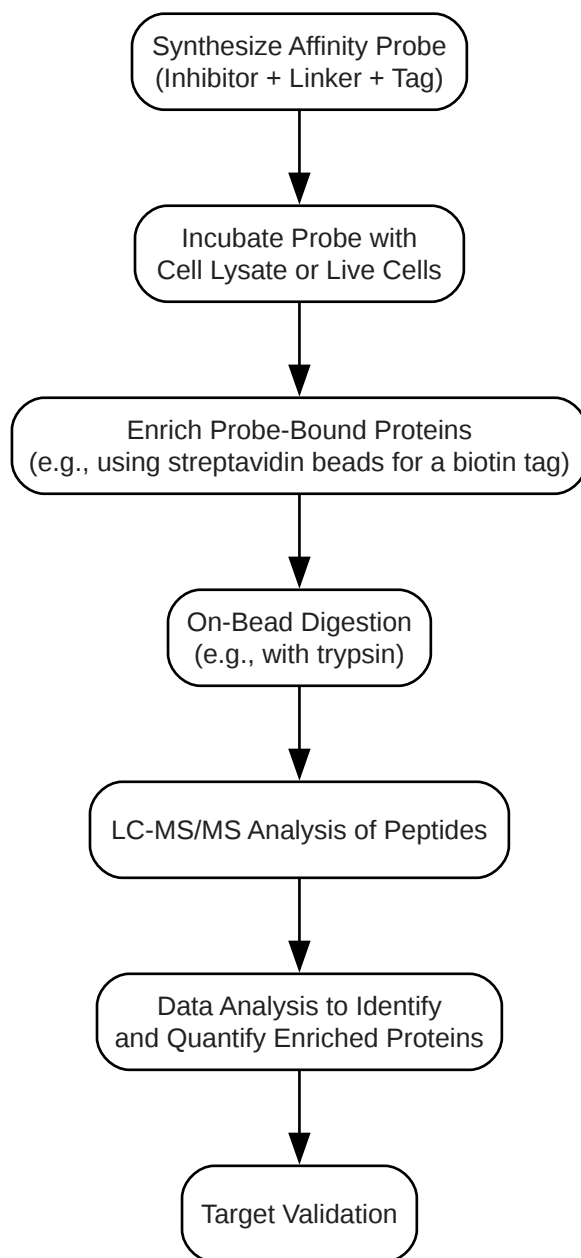 Synthesize Affinity Probe
(Inhibitor + Linker + Tag)
Incubate Probe with
Cell Lysate or Live Cells
Enrich Probe-Bound Proteins
(e.g., using streptavidin beads for a biotin tag)
On-Bead Digestion
(e.g., with trypsin)
LC-MS/MS Analysis of Peptides
Data Analysis to Identify
and Quantify Enriched Proteins
Target Validation